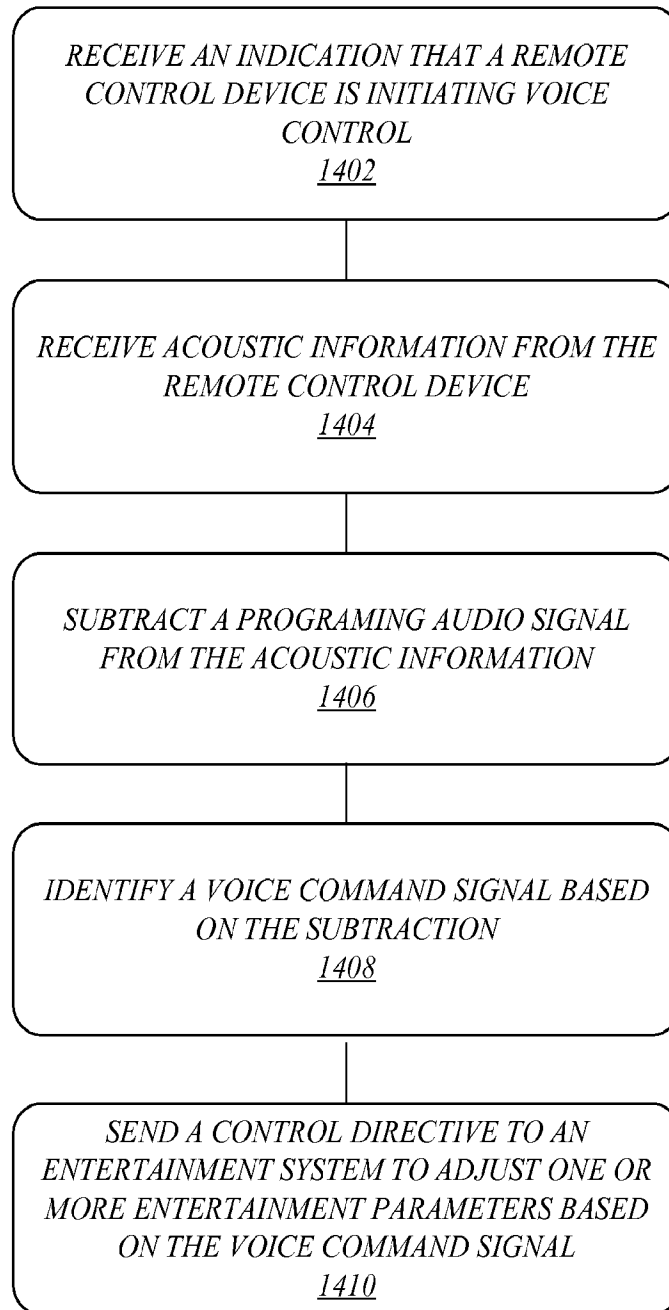 RECEIVE AN INDICATION THAT A REMOTE
CONTROL DEVICE IS INITIATING VOICE
CONTROL
1402
RECEIVE ACOUSTIC INFORMATION FROM THE
REMOTE CONTROL DEVICE
1404
SUBTRACT A PROGRAMING AUDIO SIGNAL
FROM THE ACOUSTIC INFORMATION
1406
IDENTIFY A VOICE COMMAND SIGNAL BASED
ON THE SUBTRACTION
1408
SEND A CONTROL DIRECTIVE TO AN
ENTERTAINMENT SYSTEM TO ADJUST ONE OR
MORE ENTERTAINMENT PARAMETERS BASED
ON THE VOICE COMMAND SIGNAL
1410